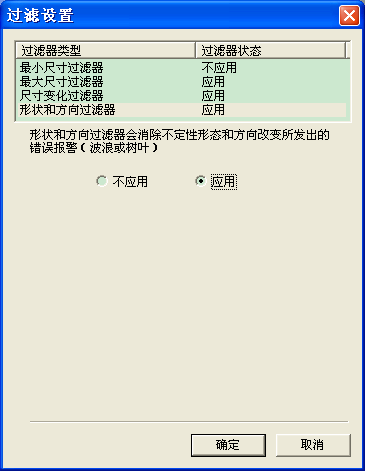 过滤设置
过滤器类型 过滤器状态
最小尺寸过滤器 不应用
最大尺寸过滤器 应用
尺寸变化过滤器 应用
形状和方向过滤器 应用
形状和方向过滤器会消除不定性形态和方向改变所发出的
错误报警（波浪或树叶）
不应用 应用
确定 取消